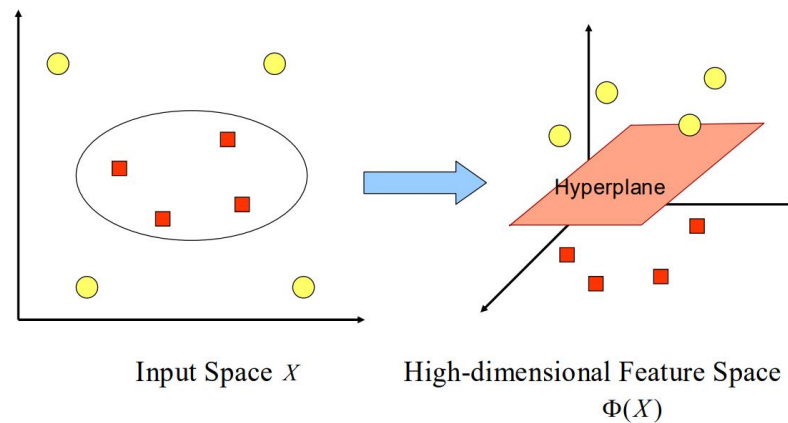 Hyperplane
Input Space X
High-dimensional Feature Space
Φ(X)